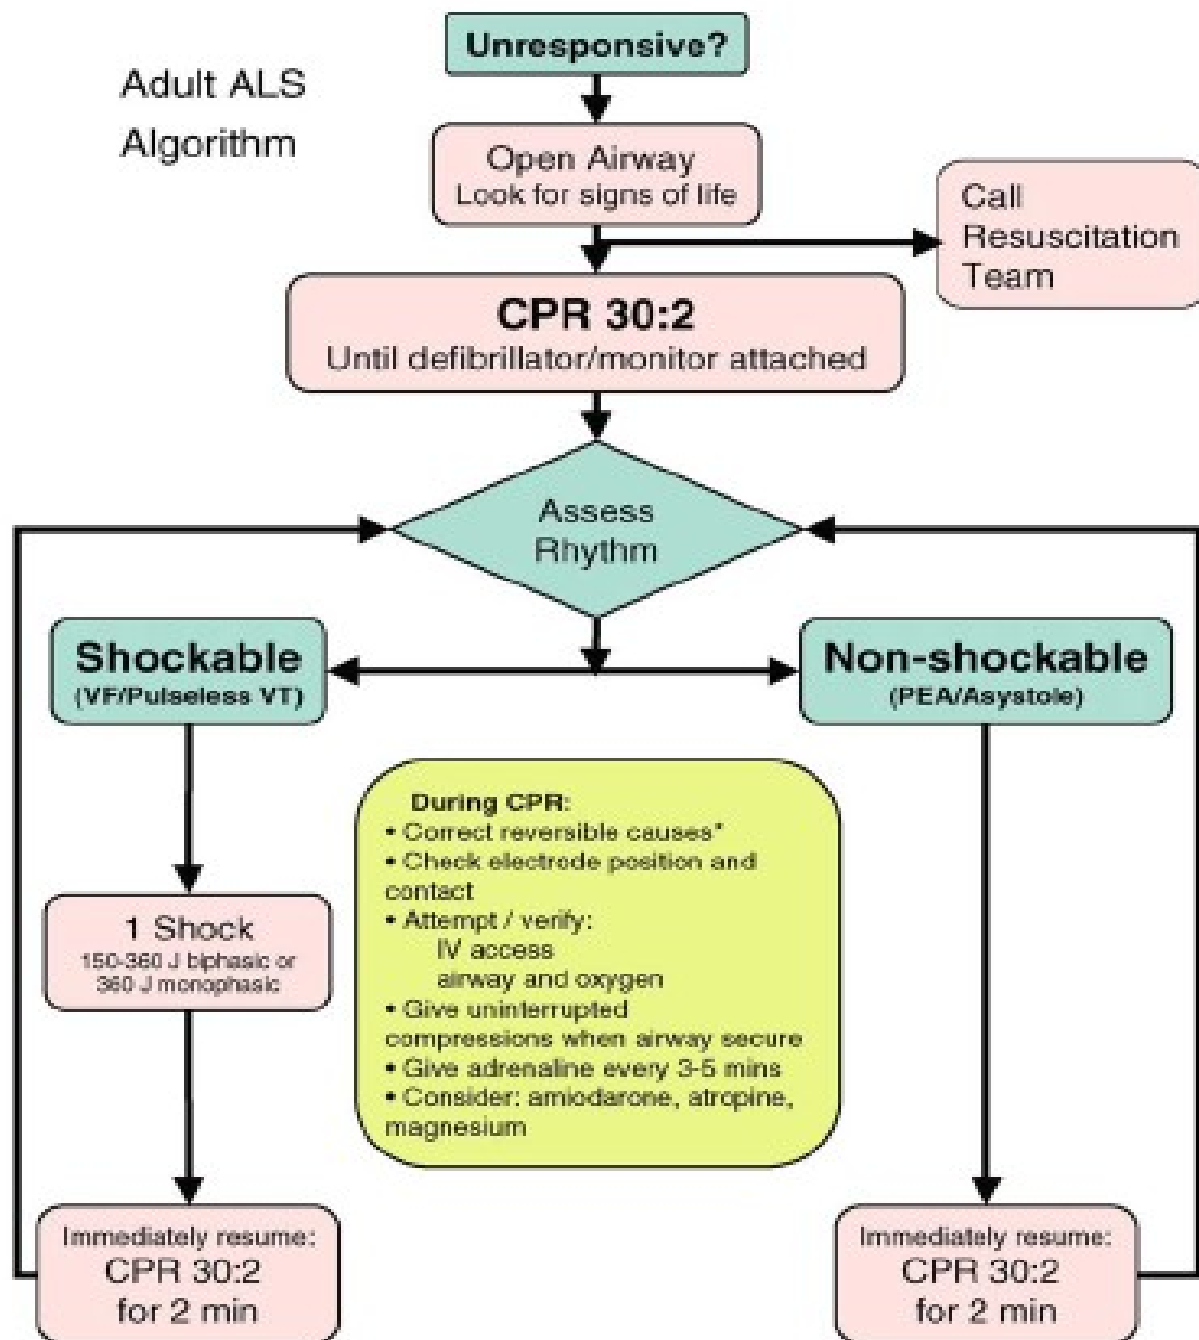 Unresponsive?
Adult ALS
Algorithm
Open Airway
Look for signs of life
Call
Resuscitation
Team
CPR 30:2
Until defibrillator/monitor attached
Assess
Rhythm
Shockable
(VF/Pulseless VT)
Non-shockable
(PEA/Asystole)
During CPR:
• Correct reversible causes*
• Check electrode position and
contact
• Attempt / verify:
IV access
airway and oxygen
• Give uninterrupted
compressions when airway secure
• Give adrenaline every 3-5 mins
• Consider: amiodarone, atropine,
magnesium
1 Shock
150-360 J biphasic or
360 J monophasic
Immediately resume:
CPR 30:2
for 2 min
Immediately resume:
CPR 30:2
for 2 min